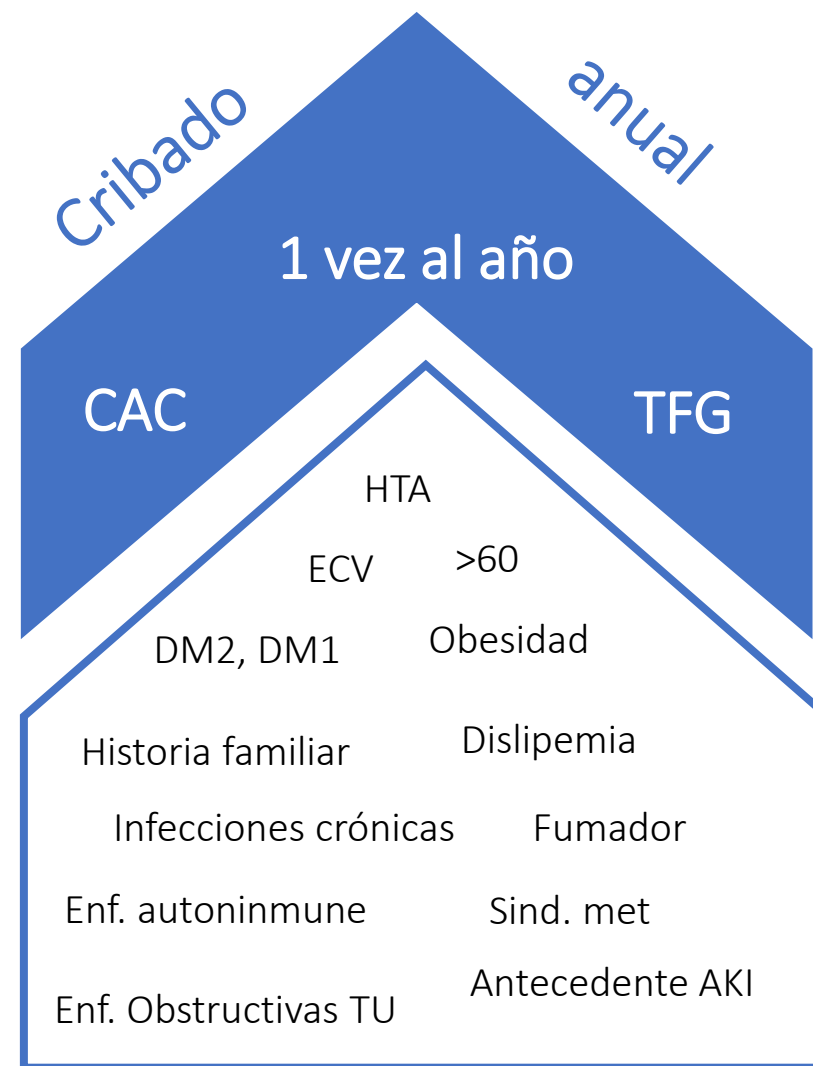 Cribado
anual
1 vez al año
CAC
TFG
HTA
ECV
>60
DM2, DM1
Obesidad
Historia familiar
Dislipemia
Infecciones crónicas
Fumador
Enf. autoninmune
Sind. met
Enf. Obstructivas TU
Antecedente AKI